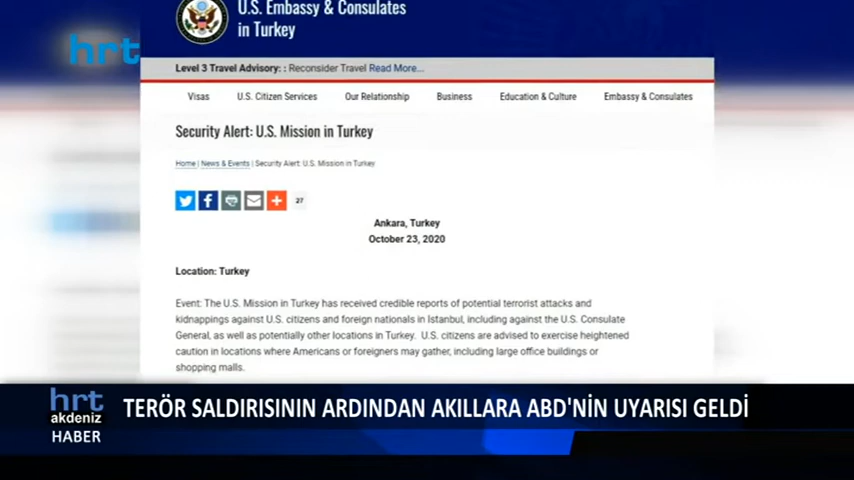 U.S. Embassy & Consulates
in Turkey
hrt
Level 3 Travel Advisory: : Reconsider Travel Read More...
Visas U.S. Citizen Services Our Relationship Business Education & Culture Embassy & Consulates
Security Alert: U.S. Mission in Turkey
Home | News & Events | Security Alert: U.S. Mission in Turkey
27
Ankara, Turkey
October 23, 2020
Location: Turkey
Event: The U.S. Mission in Turkey has received credible reports of potential terrorist attacks and
kidnappings against U.S. citizens and foreign nationals in Istanbul, including against the U.S. Consulate
General, as well as potentially other locations in Turkey. U.S. citizens are advised to exercise heightened
caution in locations where Americans or foreigners may gather, including large office buildings or
shopping malls.
hrt
akdeniz
HABER
TERÖR SALDIRISININ ARDINDAN AKILLARA ABD'NİN UYARISI GELDİ